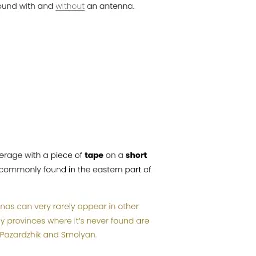 ound with and without an antenna.
erage with a piece of tape on a short
commonly found in the eastern part of
nas can very rarely appear in other
y provinces where it's never found are
Pazardzhik and Smolyan.